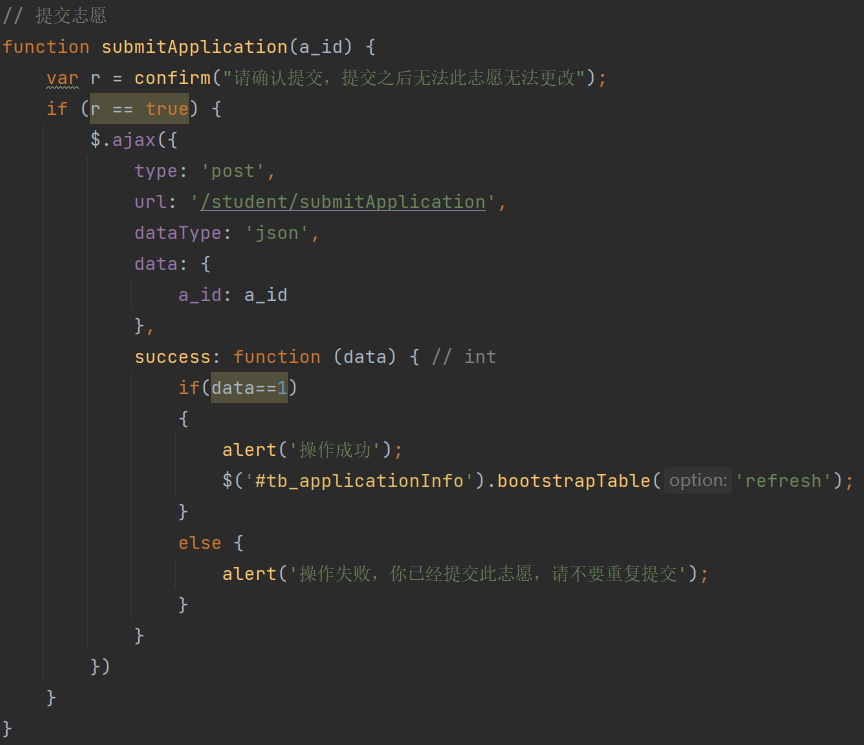 // 提交志愿
function submitApplication(a_id) {
    var r = confirm("请确认提交，提交之后无法此志愿无法更改");
    if (r == true) {
        $.ajax({
            type: 'post',
            url: '/student/submitApplication',
            dataType: 'json',
            data: {
                a_id: a_id
            },
            success: function (data) { // int
                if(data==1)
                {
                    alert('操作成功');
                    $('#tb_applicationInfo').bootstrapTable( option: 'refresh');
                }
                else {
                    alert('操作失败，你已经提交此志愿，请不要重复提交');
                }
            }
        })
    }
}